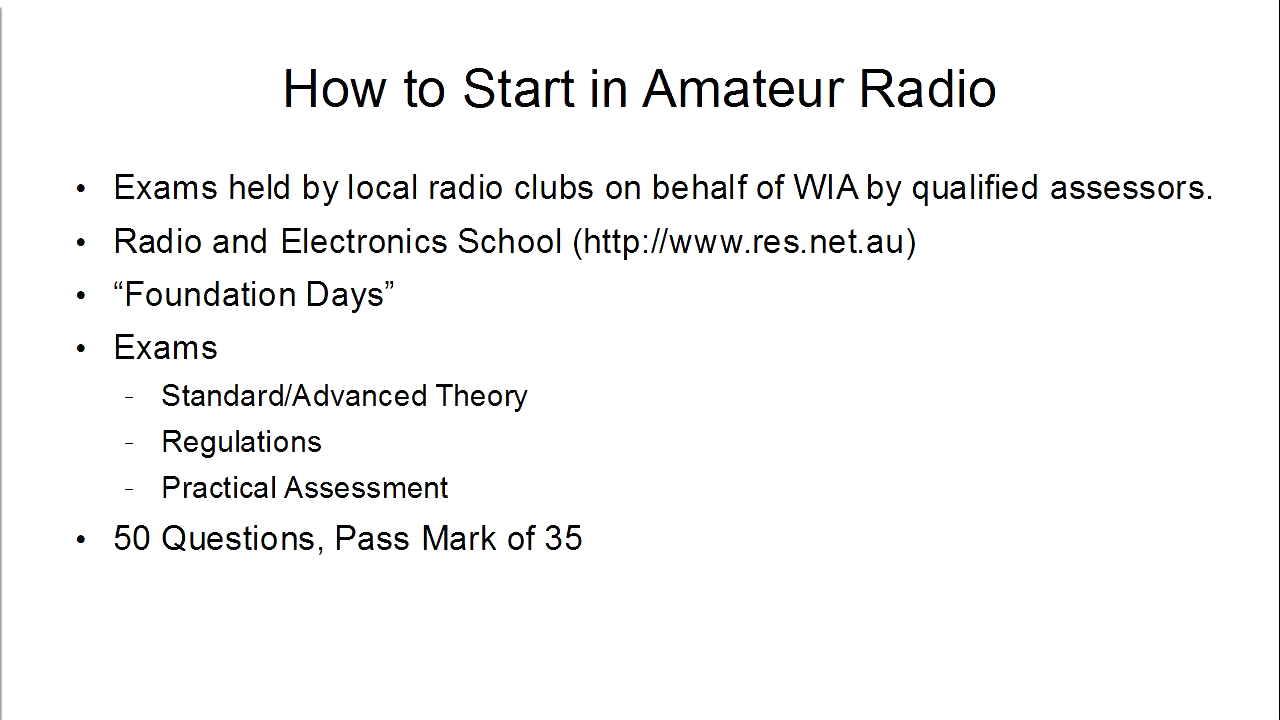 How to Start in Amateur Radio
• Exams held by local radio clubs on behalf of WIA by qualified assessors.
• Radio and Electronics School (http://www.res.net.au)
• “Foundation Days”
• Exams
– Standard/Advanced Theory
– Regulations
– Practical Assessment
• 50 Questions, Pass Mark of 35